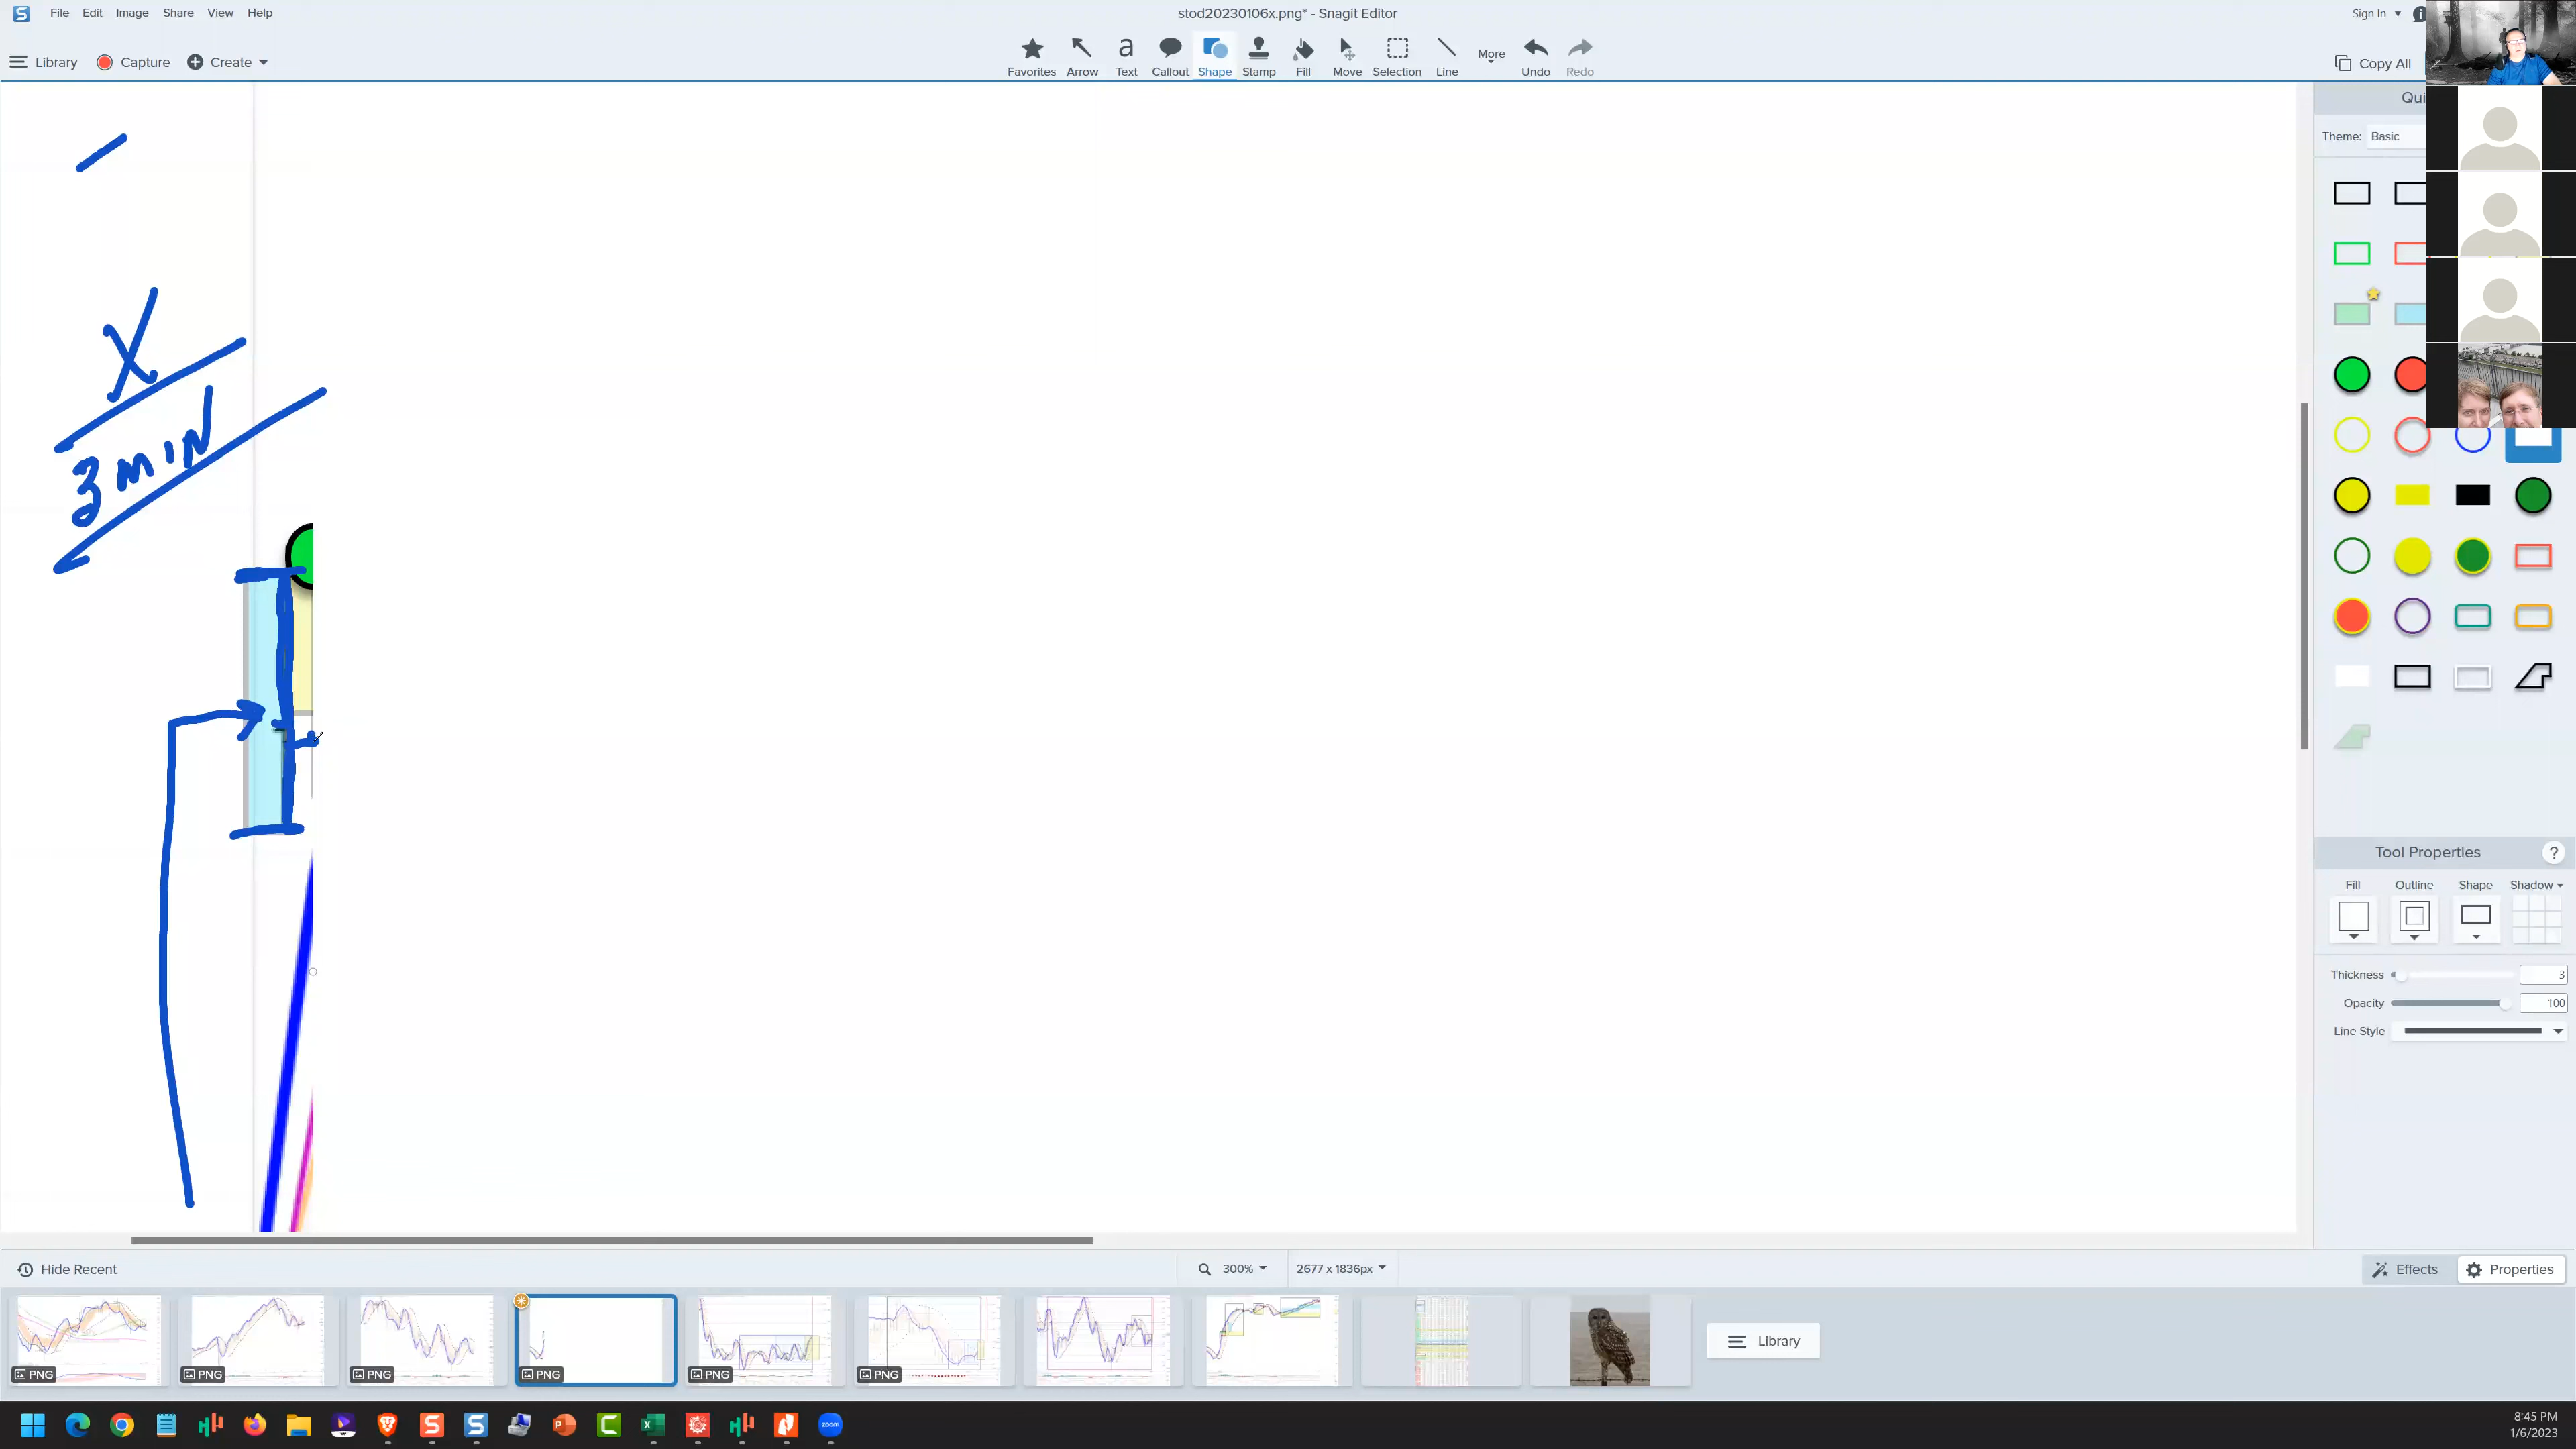 File Edit Image Share View Help
stod20230106x.png* - Snagit Editor
Sign In
Library Capture Create
Favorites Arrow Text Callout Shape Stamp Fill Move Selection Line More Undo Redo
Copy All
Qui
Theme: Basic
X
3 MIN
Tool Properties ?
Fill Outline Shape Shadow
Thickness 3
Opacity 100
Line Style
Hide Recent
300%
2677 x 1836px
Effects Properties
PNG PNG PNG PNG PNG PNG
Library
zoom
8:45 PM
1/6/2023